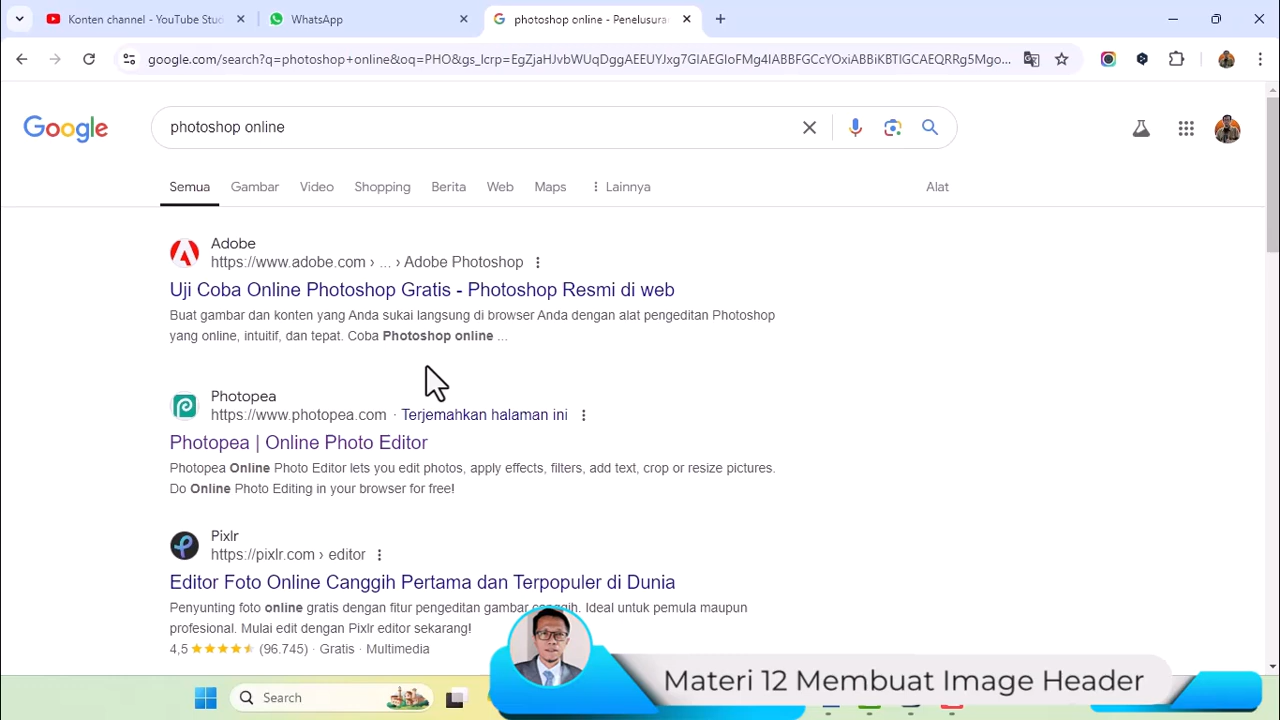 Konten channel - YouTube Stu
WhatsApp
photoshop online - Penelusura
google.com/search?q=photoshop+online&oq=PHO&gs_lcrp=EgZjaHJvbWUqDggAEEUYJxg7GIAEGIoFMg4IABBFGCcYOxiABBiKBTIGCAEQRRg5Mgo...
Google
photoshop online
Semua
Gambar
Video
Shopping
Berita
Web
Maps
Lainnya
Alat
Adobe
https://www.adobe.com › ... › Adobe Photoshop
Uji Coba Online Photoshop Gratis - Photoshop Resmi di web
Buat gambar dan konten yang Anda sukai langsung di browser Anda dengan alat pengeditan Photoshop
yang online, intuitif, dan tepat. Coba Photoshop online ...
Photopea
https://www.photopea.com · Terjemahkan halaman ini
Photopea | Online Photo Editor
Photopea Online Photo Editor lets you edit photos, apply effects, filters, add text, crop or resize pictures.
Do Online Photo Editing in your browser for free!
Pixlr
https://pixlr.com › editor
Editor Foto Online Canggih Pertama dan Terpopuler di Dunia
Penyunting foto online gratis dengan fitur pengeditan gambar canggih. Ideal untuk pemula maupun
profesional. Mulai edit dengan Pixlr editor sekarang!
4,5 (96.745) · Gratis · Multimedia
Materi 12 Membuat Image Header
Search